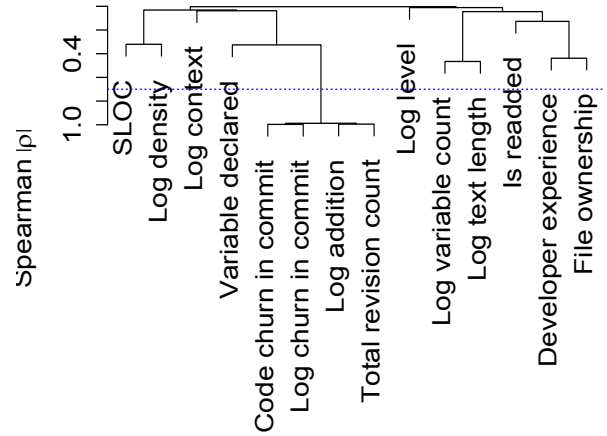 Spearman |ρ|
0.4
1.0
SLOC
Log density
Log context
Variable declared
Code churn in commit
Log churn in commit
Log addition
Total revision count
Log level
Log variable count
Log text length
Is readded
Developer experience
File ownership